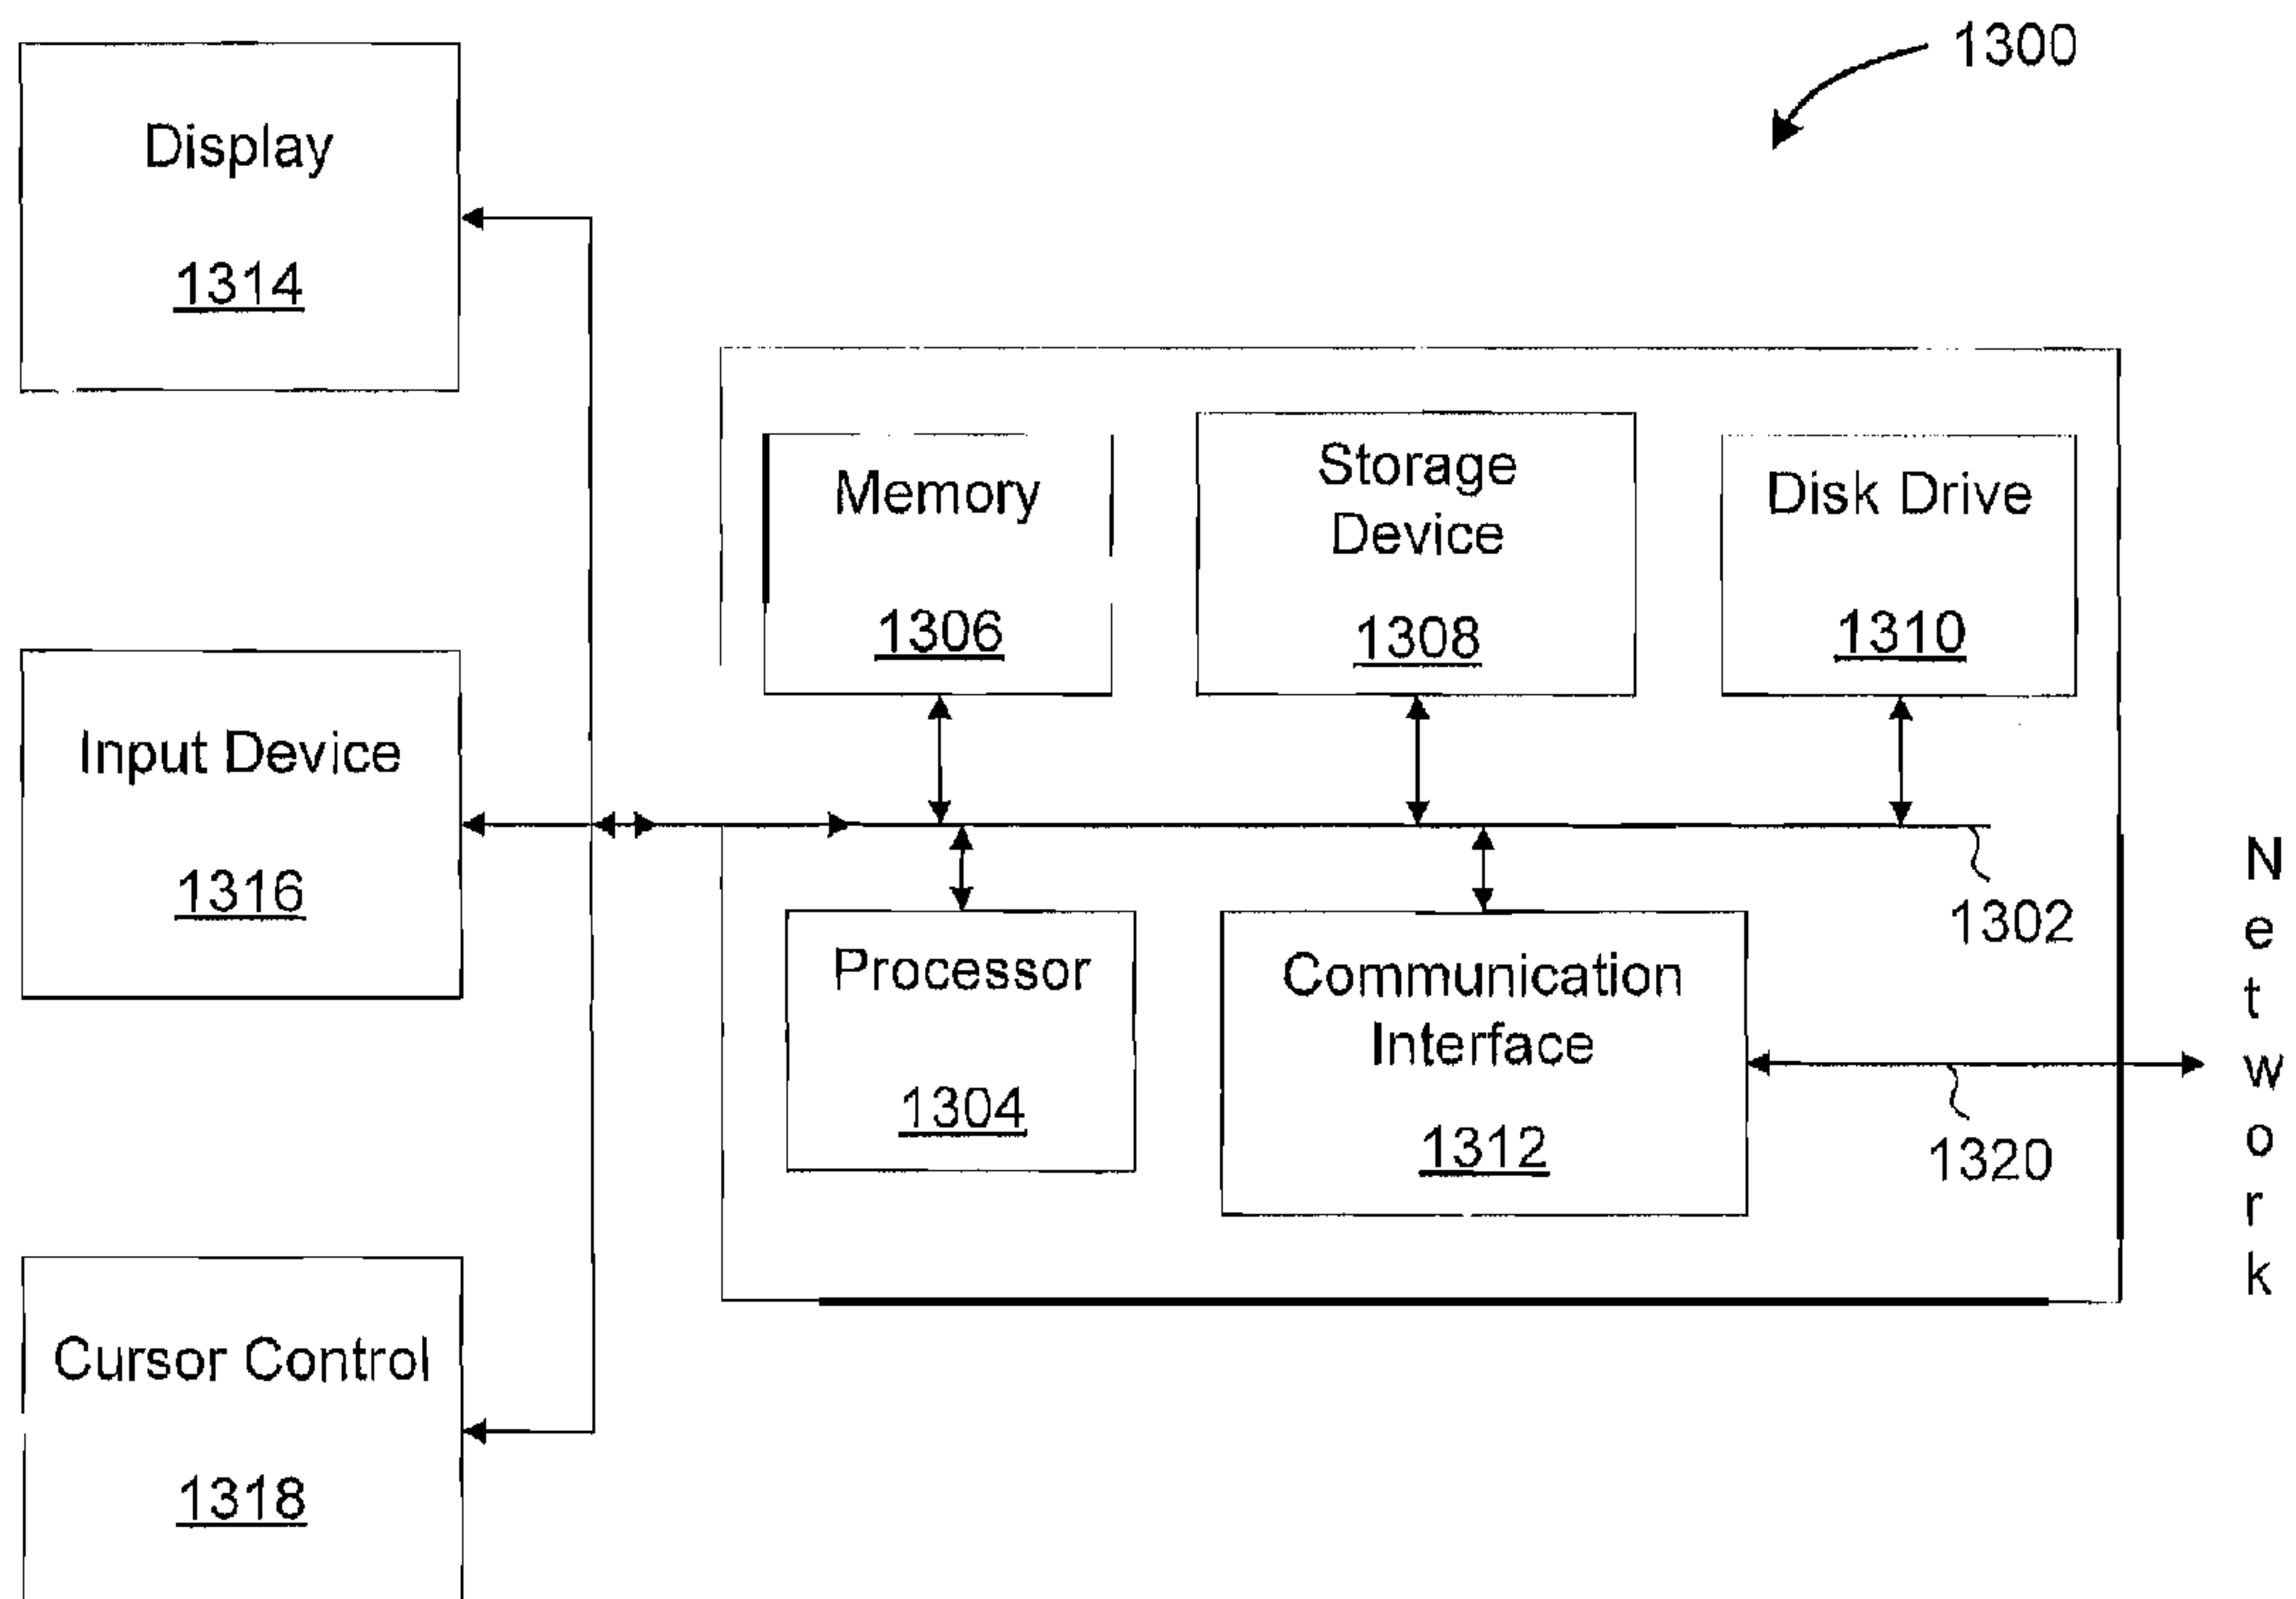 1300
Display
1314
Memory
1306
Storage
Device
1308
Disk Drive
1310
Input Device
1316
1302
Processor
1304
Communication
Interface
1312
1320
Network
Cursor Control
1318